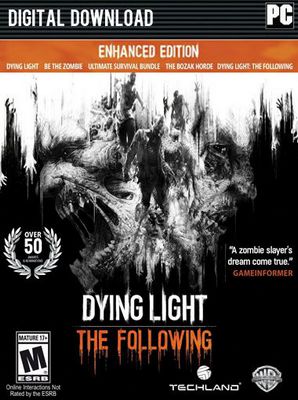 DIGITAL DOWNLOAD
PC
ENHANCED EDITION
DYING LIGHT BE THE ZOMBIE ULTIMATE SURVIVAL BUNDLE THE BOZAK HORDE DYING LIGHT: THE FOLLOWING
OVER
50
AWARDS &
NOMINATIONS
"A zombie slayer's
dream come true."
GAMEINFORMER
DYING LIGHT
THE FOLLOWING
MATURE 17+
M
ESRB
Online Interactions Not
Rated by the ESRB
TECHLAND
WB